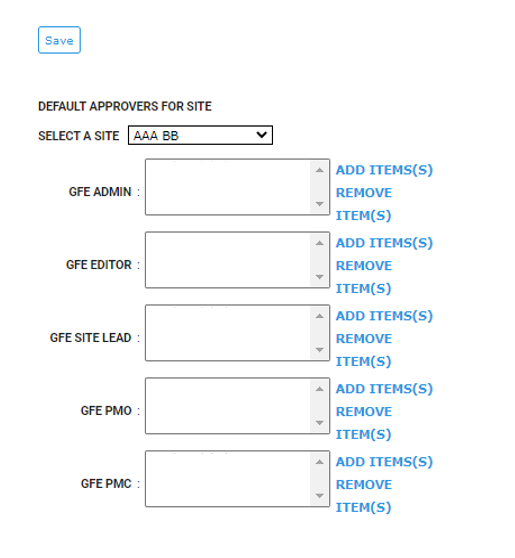 Save
DEFAULT APPROVERS FOR SITE
SELECT A SITE AAA BB
GFE ADMIN : ADD ITEMS(S)
REMOVE
ITEM(S)
GFE EDITOR : ADD ITEMS(S)
REMOVE
ITEM(S)
GFE SITE LEAD : ADD ITEMS(S)
REMOVE
ITEM(S)
GFE PMO : ADD ITEMS(S)
REMOVE
ITEM(S)
GFE PMC : ADD ITEMS(S)
REMOVE
ITEM(S)